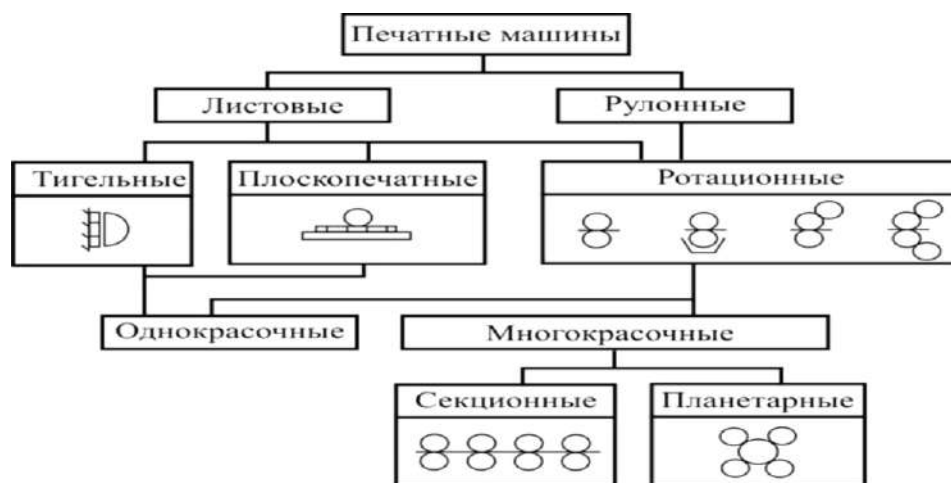 Печатные машины
Листовые
Рулонные
Тигельные
Плоскопечатные
Ротационные
Однокрасочные
Многокрасочные
Секционные
Планетарные